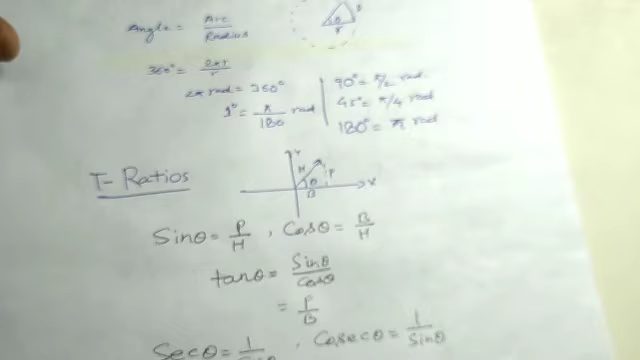 Angle = Arc / Radius
θ r
360° = 2πr / r
2π rad = 360°
1° = π / 180 rad
90° = π/2 rad
45° = π/4 rad
180° = π rad
T- Ratios
Y H P θ B X
Sinθ = P/H , Cosθ = B/H
tanθ = Sinθ / Cosθ
= P/B
Secθ = 1 / , Cosecθ = 1 / Sinθ